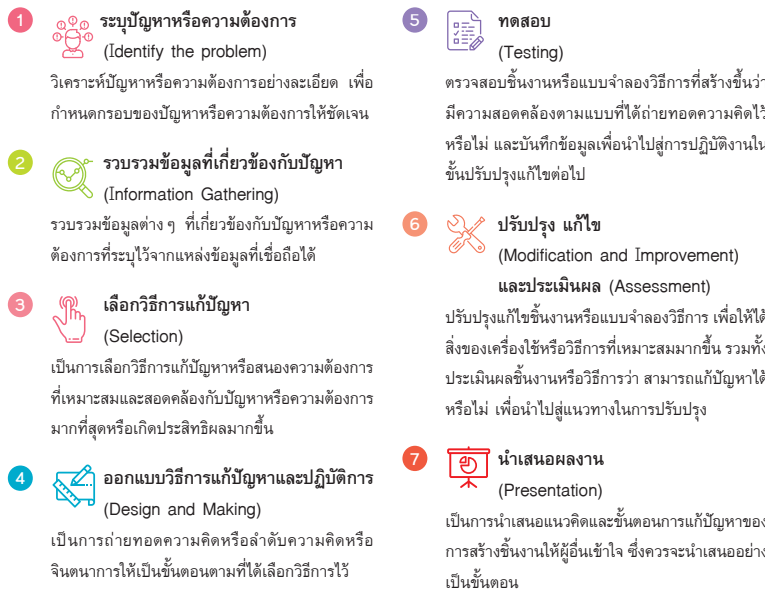 1
ระบุปัญหาหรือความต้องการ
(Identify the problem)
วิเคราะห์ปัญหาหรือความต้องการอย่างละเอียด เพื่อ
กำหนดกรอบของปัญหาหรือความต้องการให้ชัดเจน
2
รวบรวมข้อมูลที่เกี่ยวข้องกับปัญหา
(Information Gathering)
รวบรวมข้อมูลต่าง ๆ ที่เกี่ยวข้องกับปัญหาหรือความ
ต้องการที่ระบุไว้จากแหล่งข้อมูลที่เชื่อถือได้
3
เลือกวิธีการแก้ปัญหา
(Selection)
เป็นการเลือกวิธีการแก้ปัญหาหรือสนองความต้องการ
ที่เหมาะสมและสอดคล้องกับปัญหาหรือความต้องการ
มากที่สุดหรือเกิดประสิทธิผลมากขึ้น
4
ออกแบบวิธีการแก้ปัญหาและปฏิบัติการ
(Design and Making)
เป็นการถ่ายทอดความคิดหรือลำดับความคิดหรือ
จินตนาการให้เป็นขั้นตอนตามที่ได้เลือกวิธีการไว้
5
ทดสอบ
(Testing)
ตรวจสอบชิ้นงานหรือแบบจำลองวิธีการที่สร้างขึ้นว่า
มีความสอดคล้องตามแบบที่ได้ถ่ายทอดความคิดไว้
หรือไม่ และบันทึกข้อมูลเพื่อนำไปสู่การปฏิบัติงานใน
ขั้นปรับปรุงแก้ไขต่อไป
6
ปรับปรุง แก้ไข
(Modification and Improvement)
และประเมินผล (Assessment)
ปรับปรุงแก้ไขชิ้นงานหรือแบบจำลองวิธีการ เพื่อให้ได้
สิ่งของเครื่องใช้หรือวิธีการที่เหมาะสมมากขึ้น รวมทั้ง
ประเมินผลชิ้นงานหรือวิธีการว่า สามารถแก้ปัญหาได้
หรือไม่ เพื่อนำไปสู่แนวทางในการปรับปรุง
7
นำเสนอผลงาน
(Presentation)
เป็นการนำเสนอแนวคิดและขั้นตอนการแก้ปัญหาของ
การสร้างชิ้นงานให้ผู้อื่นเข้าใจ ซึ่งควรจะนำเสนออย่าง
เป็นขั้นตอน